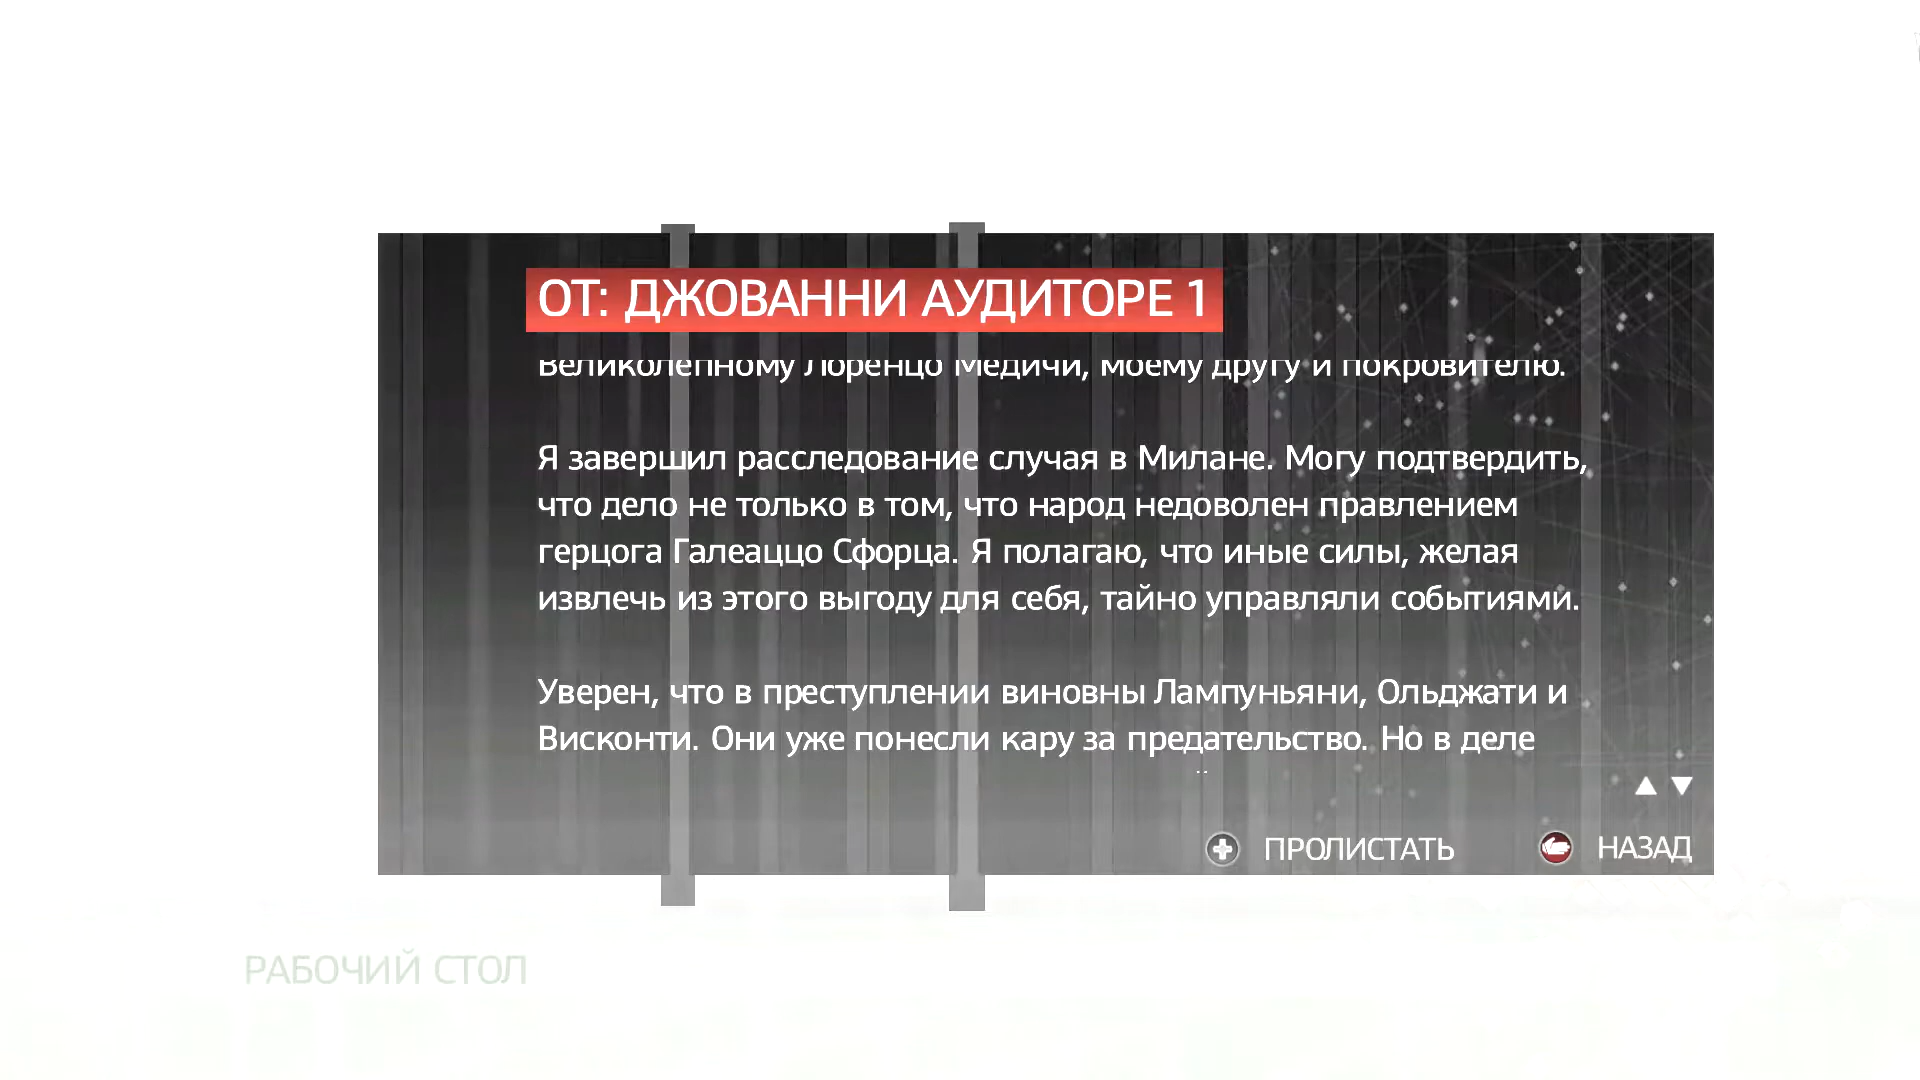 ОТ: ДЖОВАННИ АУДИТОРЕ 1
Великолепному Лоренцо Медичи, моему другу и покровителю.
Я завершил расследование случая в Милане. Могу подтвердить,
что дело не только в том, что народ недоволен правлением
герцога Галеаццо Сфорца. Я полагаю, что иные силы, желая
извлечь из этого выгоду для себя, тайно управляли событиями.
Уверен, что в преступлении виновны Лампуньяни, Ольджати и
Висконти. Они уже понесли кару за предательство. Но в деле
ПРОЛИСТАТЬ
НАЗАД
РАБОЧИЙ СТОЛ